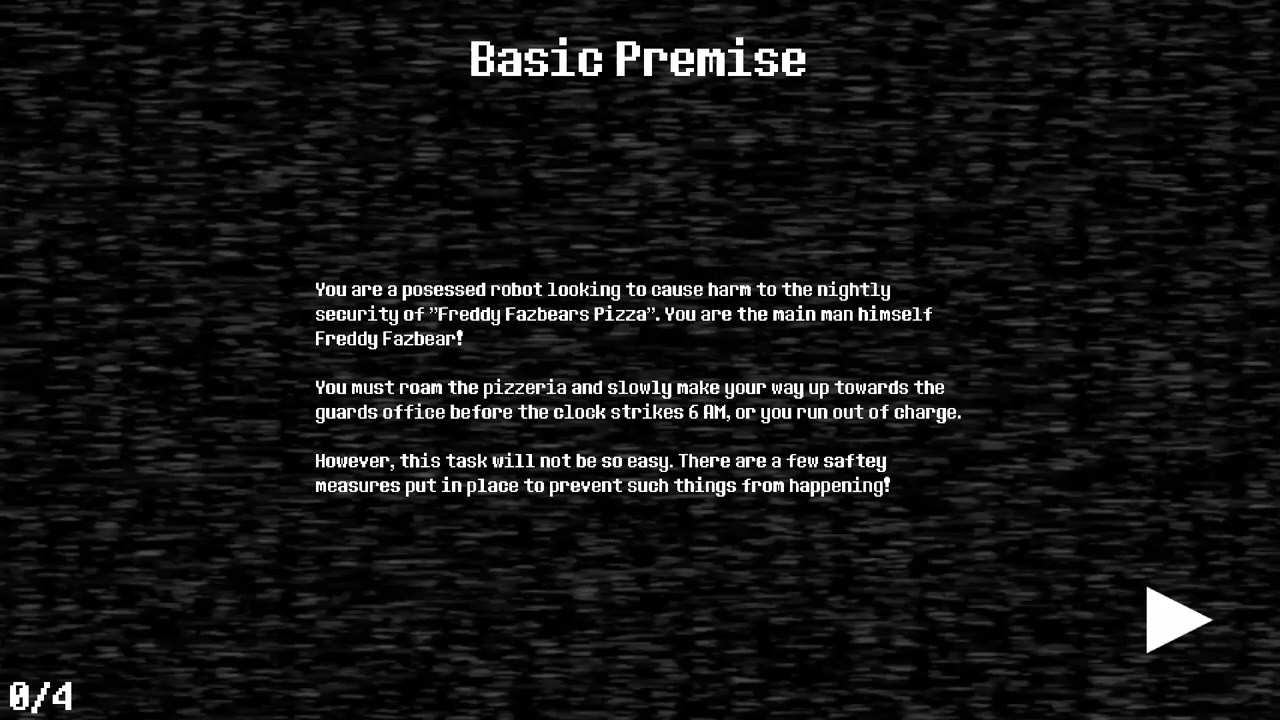 Basic Premise
You are a posessed robot looking to cause harm to the nightly
security of "Freddy Fazbears Pizza". You are the main man himself
Freddy Fazbear!
You must roam the pizzeria and slowly make your way up towards the
guards office before the clock strikes 6 AM, or you run out of charge.
However, this task will not be so easy. There are a few saftey
measures put in place to prevent such things from happening!
0/4